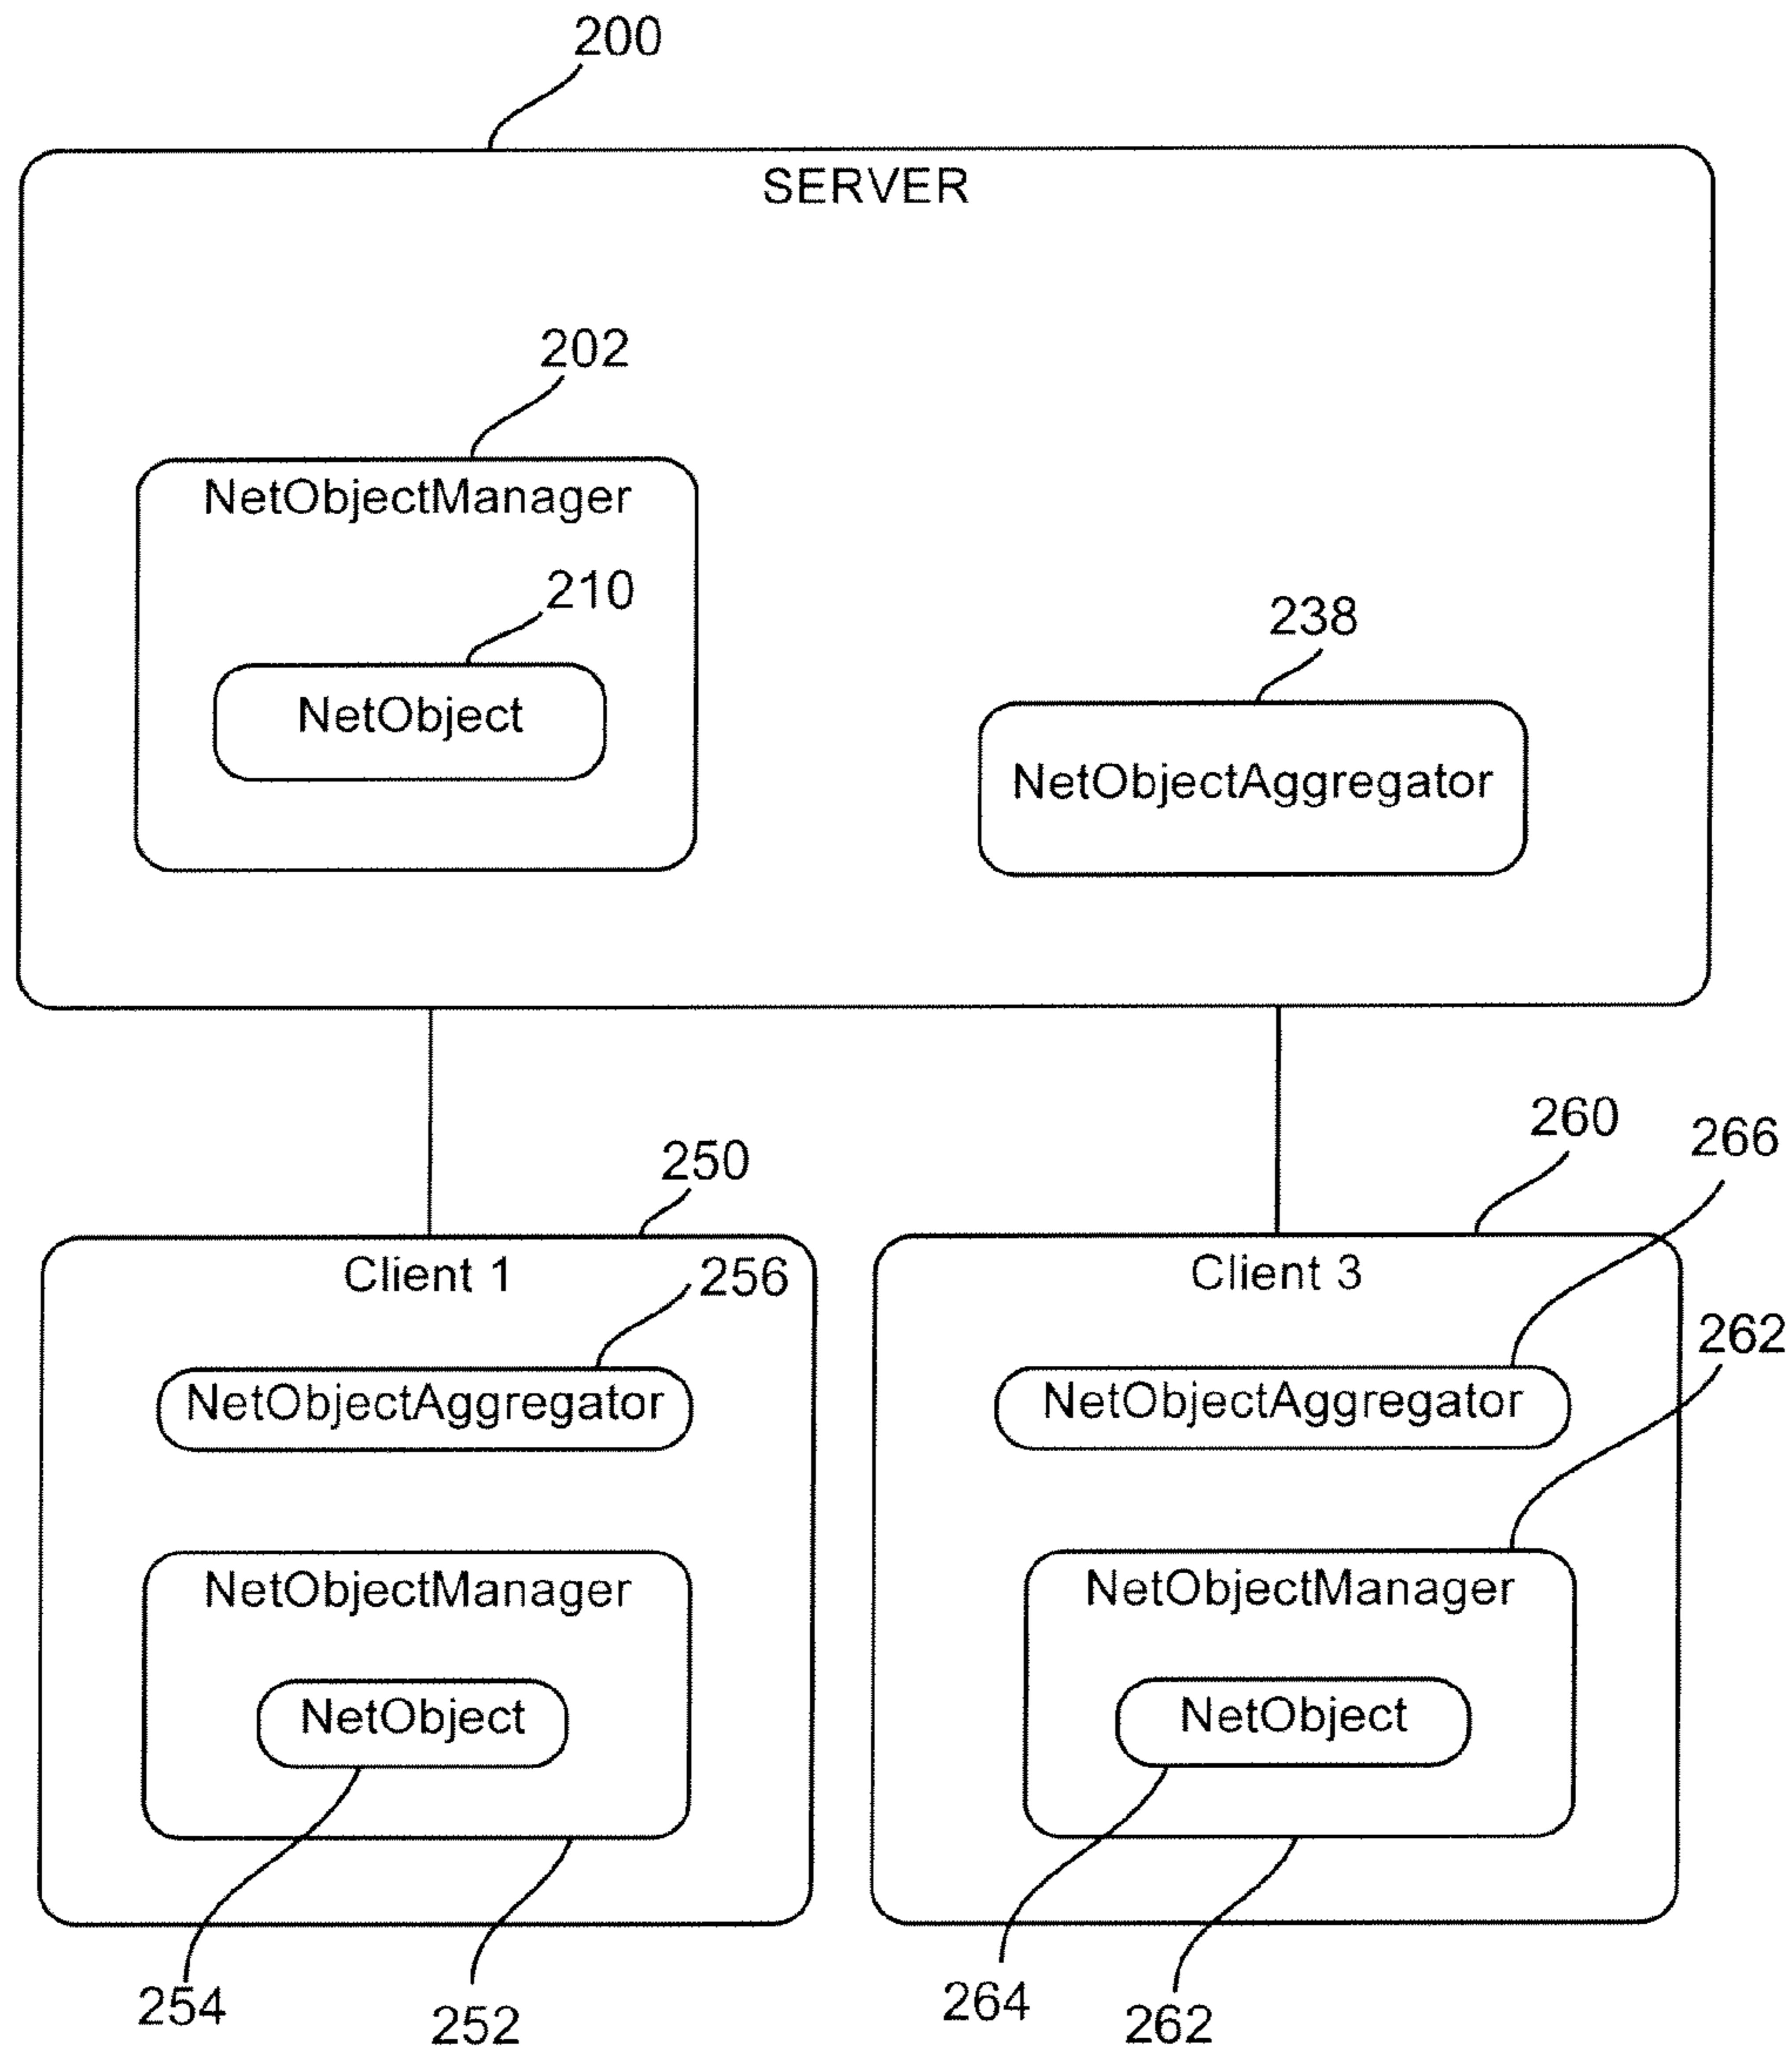 200
SERVER
202
NetObjectManager
210
NetObject
238
NetObjectAggregator
250
260
266
Client 1
256
Client 3
262
NetObjectAggregator
NetObjectAggregator
NetObjectManager
NetObjectManager
NetObject
NetObject
254
252
264
262